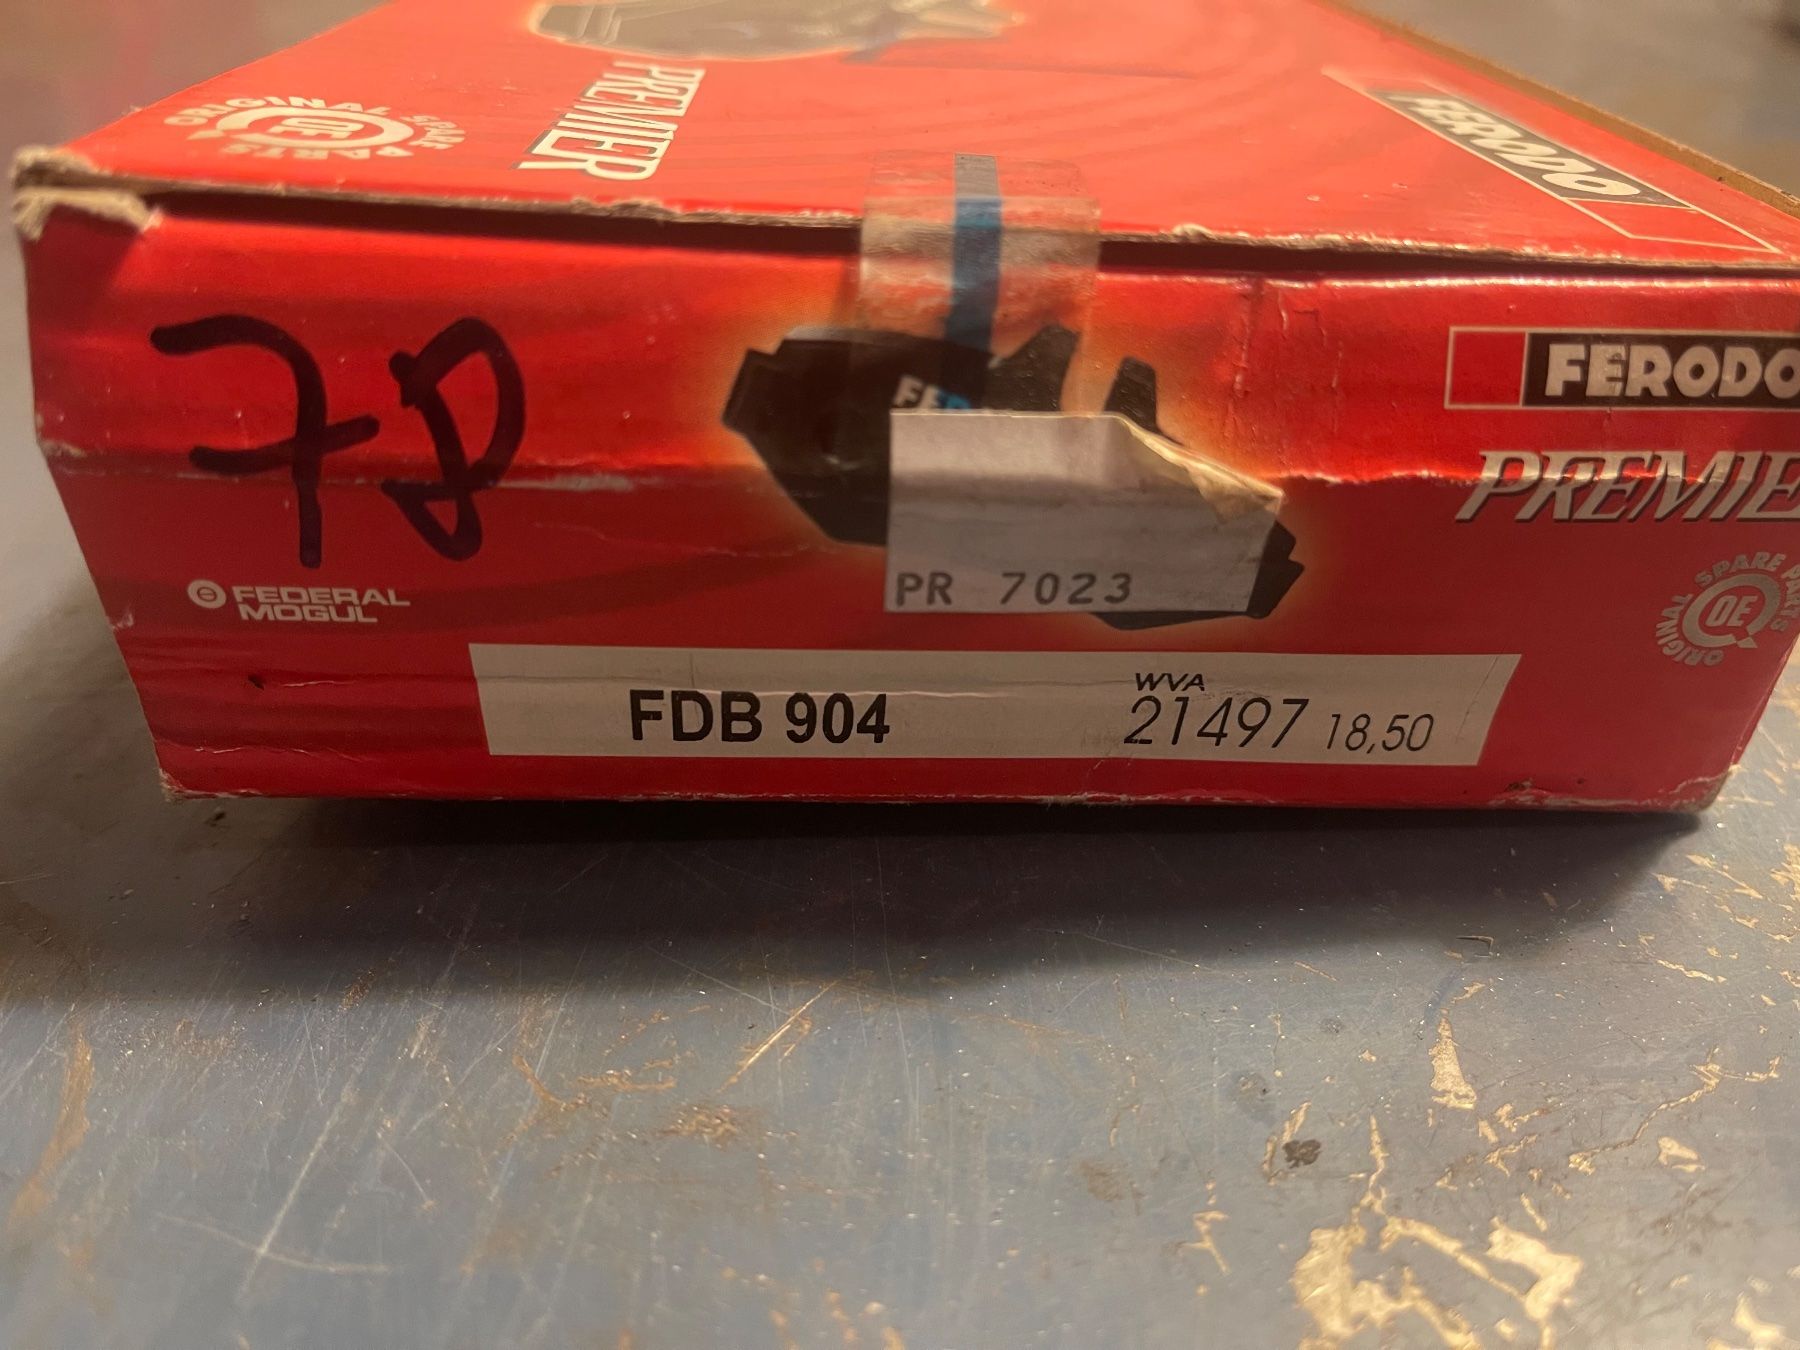 ORIGINAL SPARE PARTS
OE
PREMIER
FERODO
78
FERODO
PREMIE
FEDERAL
MOGUL
PR 7023
ORIGINAL SPARE PARTS
OE
FDB 904
WVA
21497 18,50